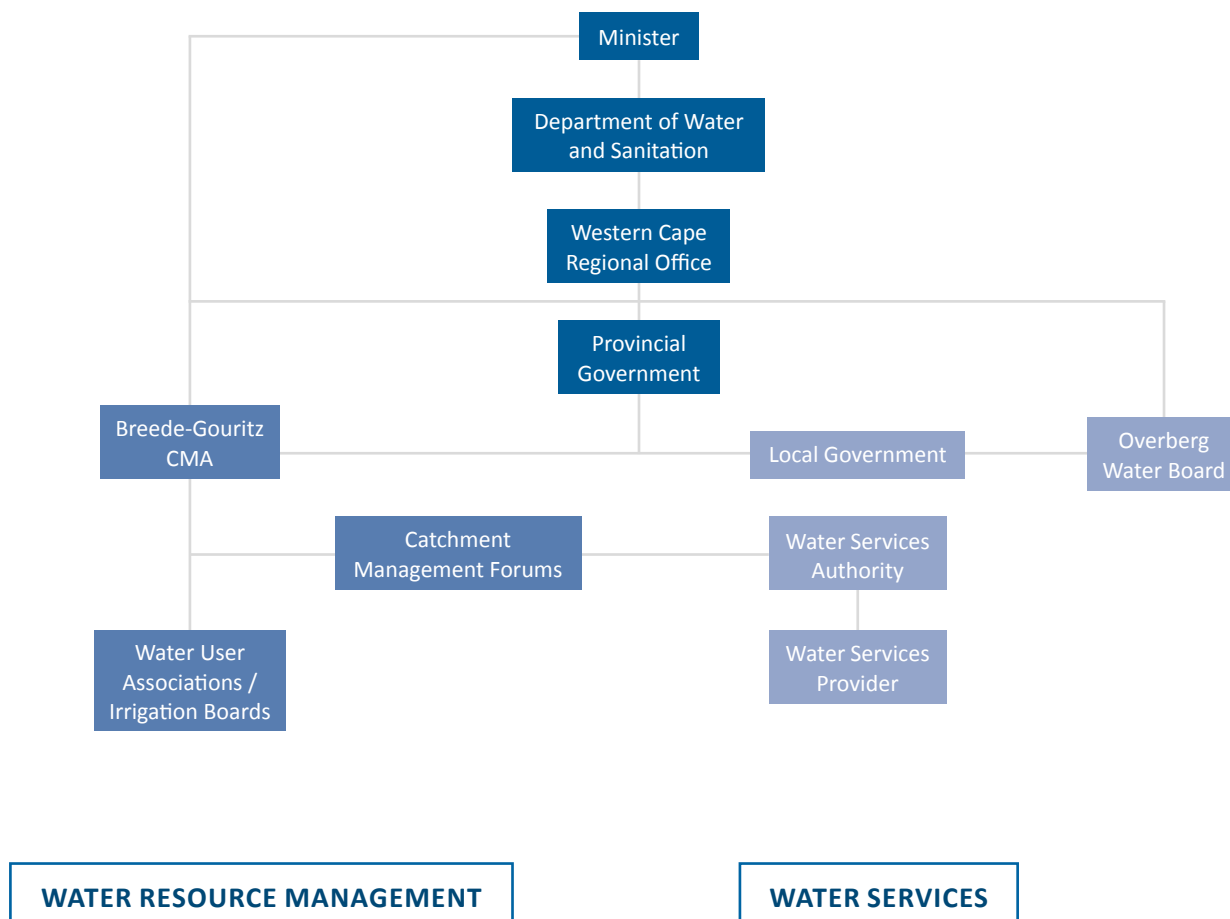 Minister
Department of Water
and Sanitation
Western Cape
Regional Office
Provincial
Government
Breede-Gouritz
CMA
Local Government
Overberg
Water Board
Catchment
Management Forums
Water Services
Authority
Water User
Associations /
Irrigation Boards
Water Services
Provider
WATER RESOURCE MANAGEMENT
WATER SERVICES